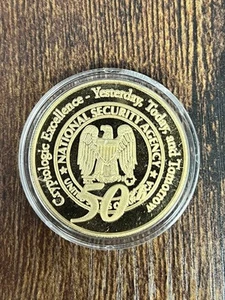 Cryptologic Excellence - Yesterday, Today, and Tomorrow
NATIONAL SECURITY AGENCY
50